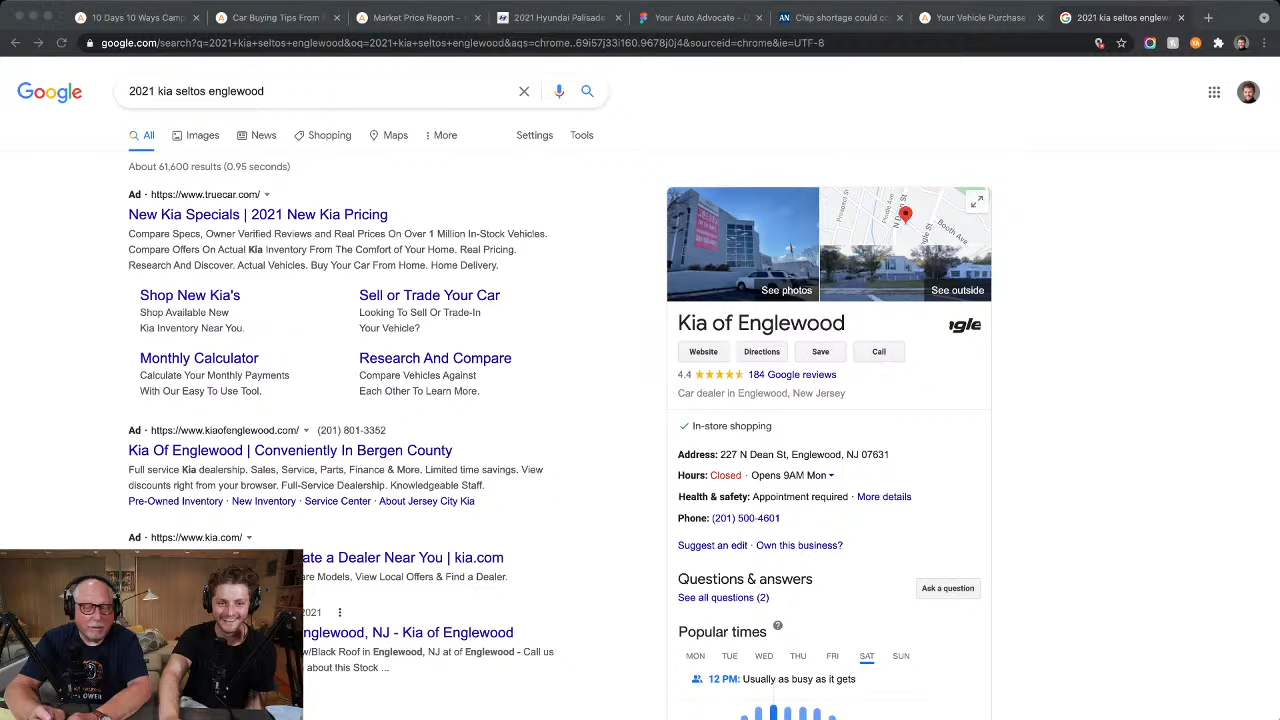 10 Days 10 Ways Camp
Car Buying Tips From E
Market Price Report -
2021 Hyundai Palisade
Your Auto Advocate -
Chip shortage could co
Your Vehicle Purchase
2021 kia seltos englew
google.com/search?q=2021+kia+seltos+englewood&oq=2021+kia+seltos+englewood&aqs=chrome..69i57j33i160.9678j0j4&sourceid=chrome&ie=UTF-8
Google
2021 kia seltos englewood
All
Images
News
Shopping
Maps
More
Settings
Tools
About 61,600 results (0.95 seconds)
Ad · https://www.truecar.com/
New Kia Specials | 2021 New Kia Pricing
Compare Specs, Owner Verified Reviews and Real Prices On Over 1 Million In-Stock Vehicles.
Compare Offers On Actual Kia Inventory From The Comfort of Your Home. Real Pricing.
Research And Discover. Actual Vehicles. Buy Your Car From Home. Home Delivery.
Shop New Kia's
Shop Available New
Kia Inventory Near You.
Sell or Trade Your Car
Looking To Sell Or Trade-In
Your Vehicle?
Monthly Calculator
Calculate Your Monthly Payments
With Our Easy To Use Tool.
Research And Compare
Compare Vehicles Against
Each Other To Learn More.
Ad · https://www.kiaofenglewood.com/ (201) 801-3352
Kia Of Englewood | Conveniently In Bergen County
Full service Kia dealership. Sales, Service, Parts, Finance & More. Limited time savings. View
discounts right from your browser. Full-Service Dealership. Knowledgeable Staff.
Pre-Owned Inventory · New Inventory · Service Center · About Jersey City Kia
Ad · https://www.kia.com/
ate a Dealer Near You | kia.com
are Models, View Local Offers & Find a Dealer.
2021
nglewood, NJ - Kia of Englewood
w/Black Roof in Englewood, NJ at of Englewood - Call us
about this Stock ...
N Dean St
Prospect St
Booth Ave
See photos
See outside
Kia of Englewood
ngle
Website
Directions
Save
Call
4.4 184 Google reviews
Car dealer in Englewood, New Jersey
In-store shopping
Address: 227 N Dean St, Englewood, NJ 07631
Hours: Closed · Opens 9AM Mon
Health & safety: Appointment required · More details
Phone: (201) 500-4601
Suggest an edit · Own this business?
Questions & answers
See all questions (2)
Ask a question
Popular times
MON TUE WED THU FRI SAT SUN
12 PM: Usually as busy as it gets